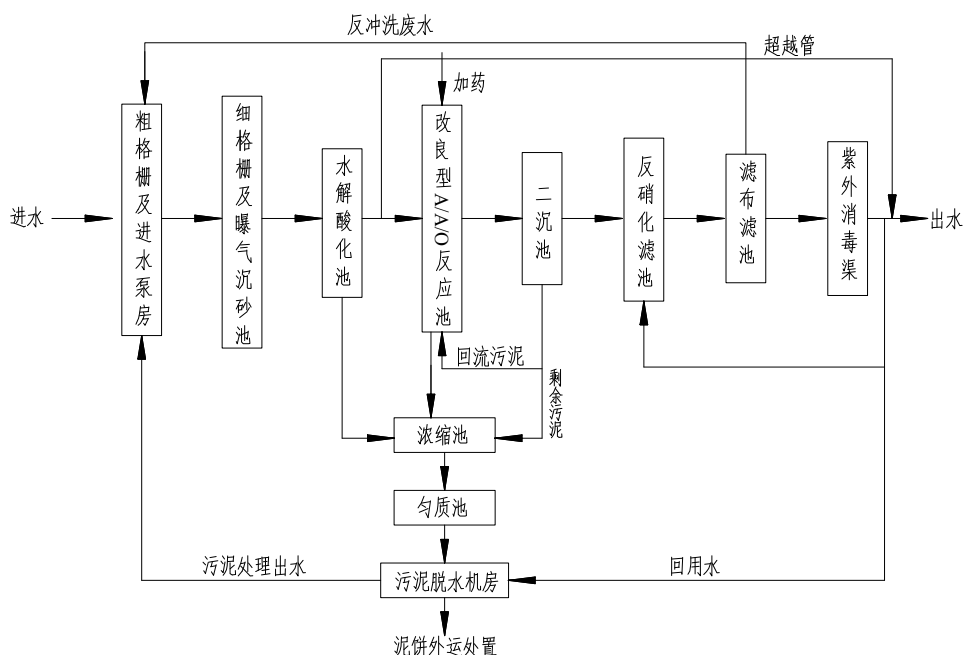 反冲洗废水
超越管
加药
进水
粗格栅及进水泵房
细格栅及曝气沉砂池
水解酸化池
改良型A/A/O反应池
二沉池
反硝化滤池
滤布滤池
紫外消毒渠
出水
回流污泥
剩余污泥
浓缩池
匀质池
污泥处理出水
污泥脱水机房
回用水
泥饼外运处置